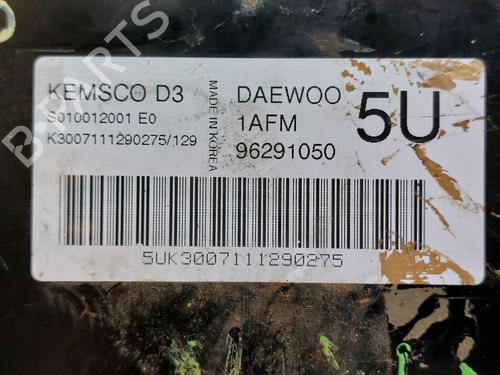 KEMSCO D3
S010012001 E0
K3007111290275/129
MADE IN KOREA
DAEWOO
1AFM
96291050
5U
5UK3007111290275
B-PARTS